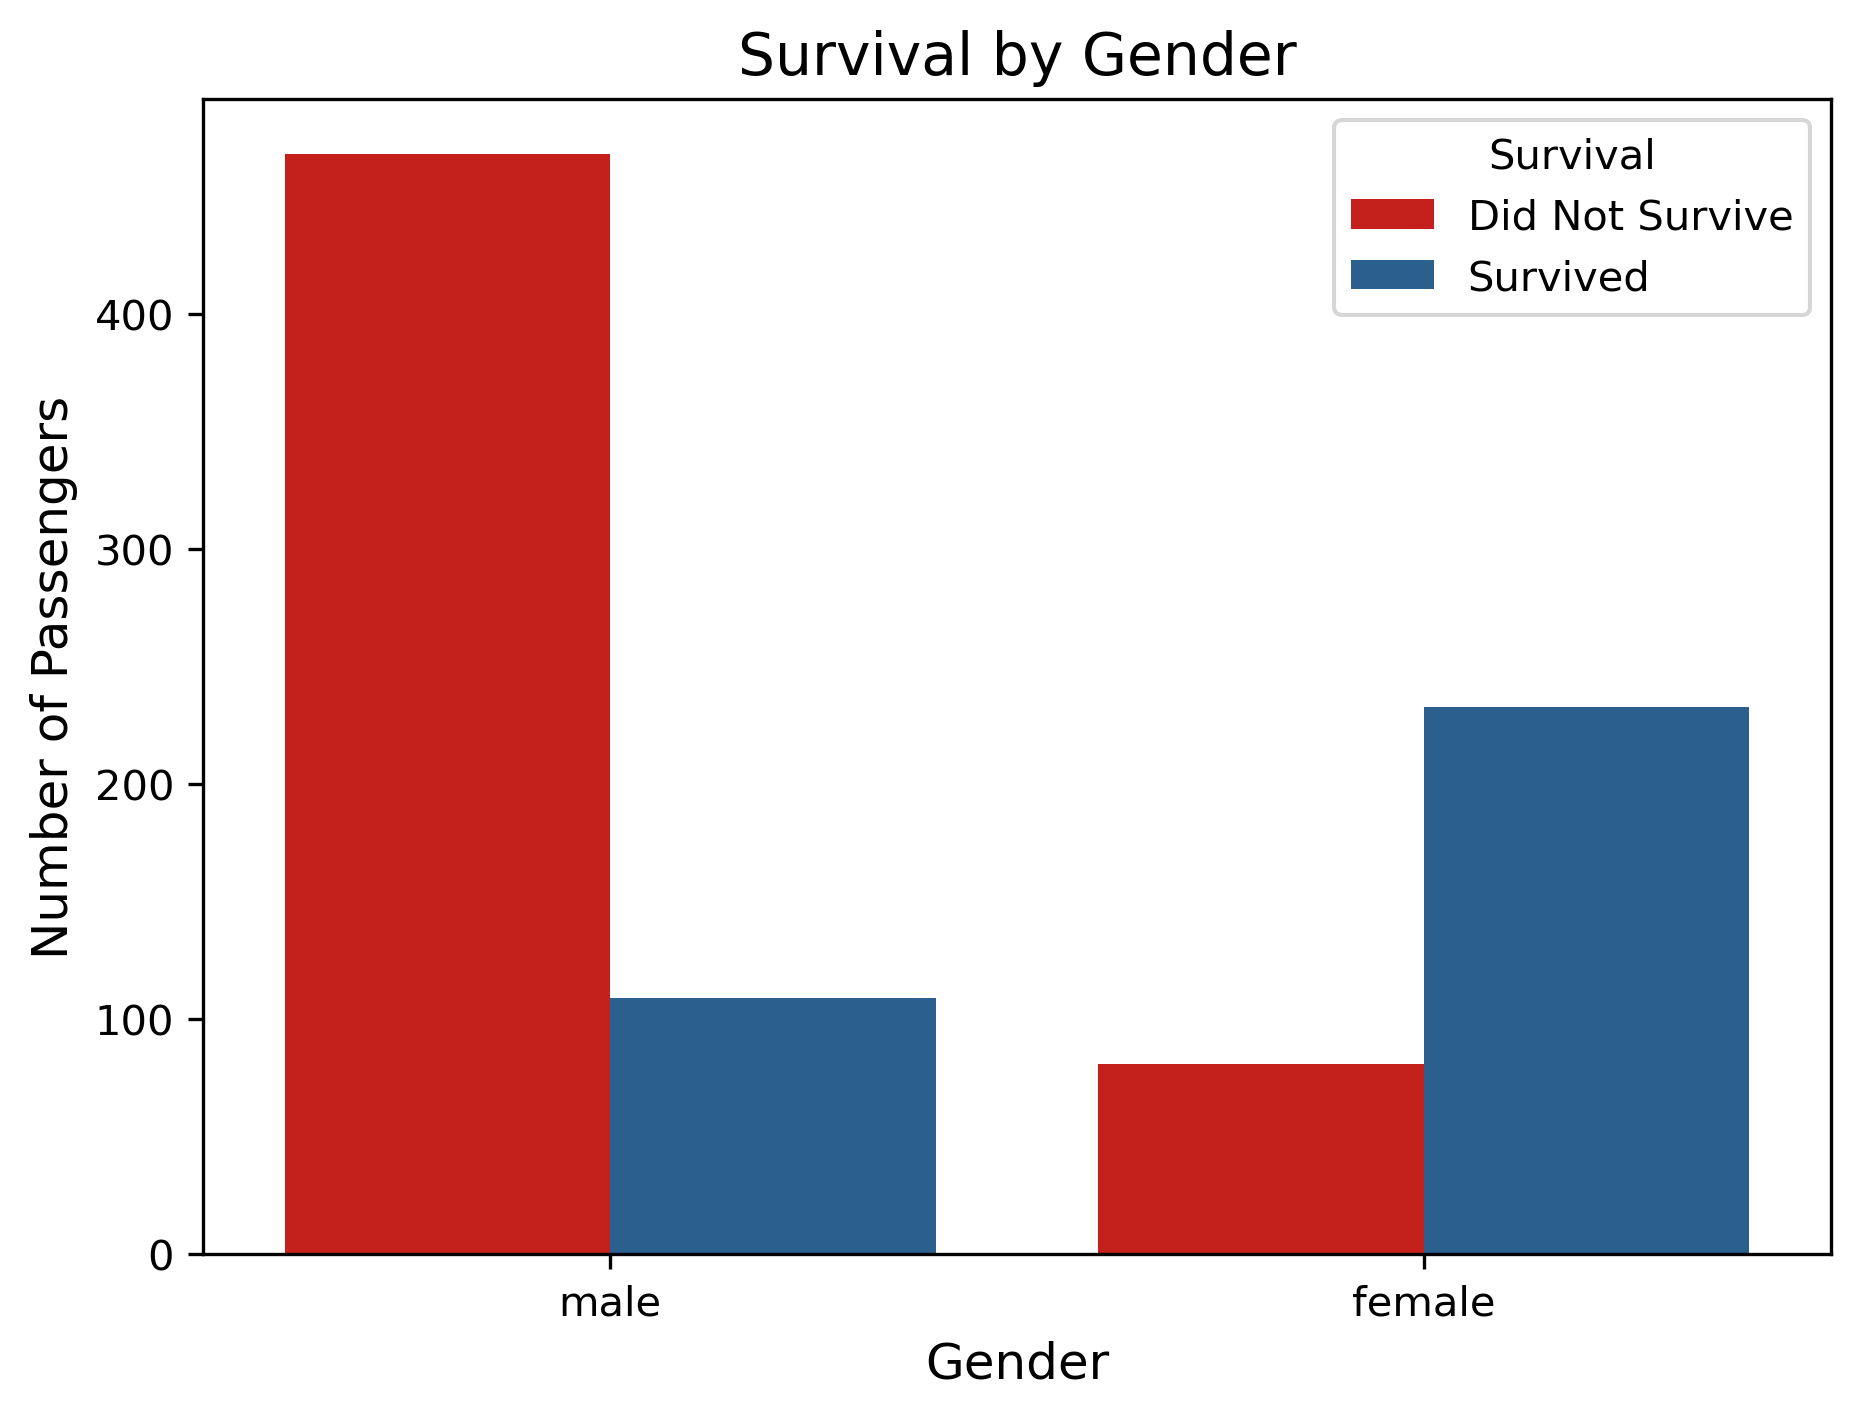 Survival by Gender
Survival
Did Not Survive
Survived
Number of Passengers
400
300
200
100
0
male
female
Gender